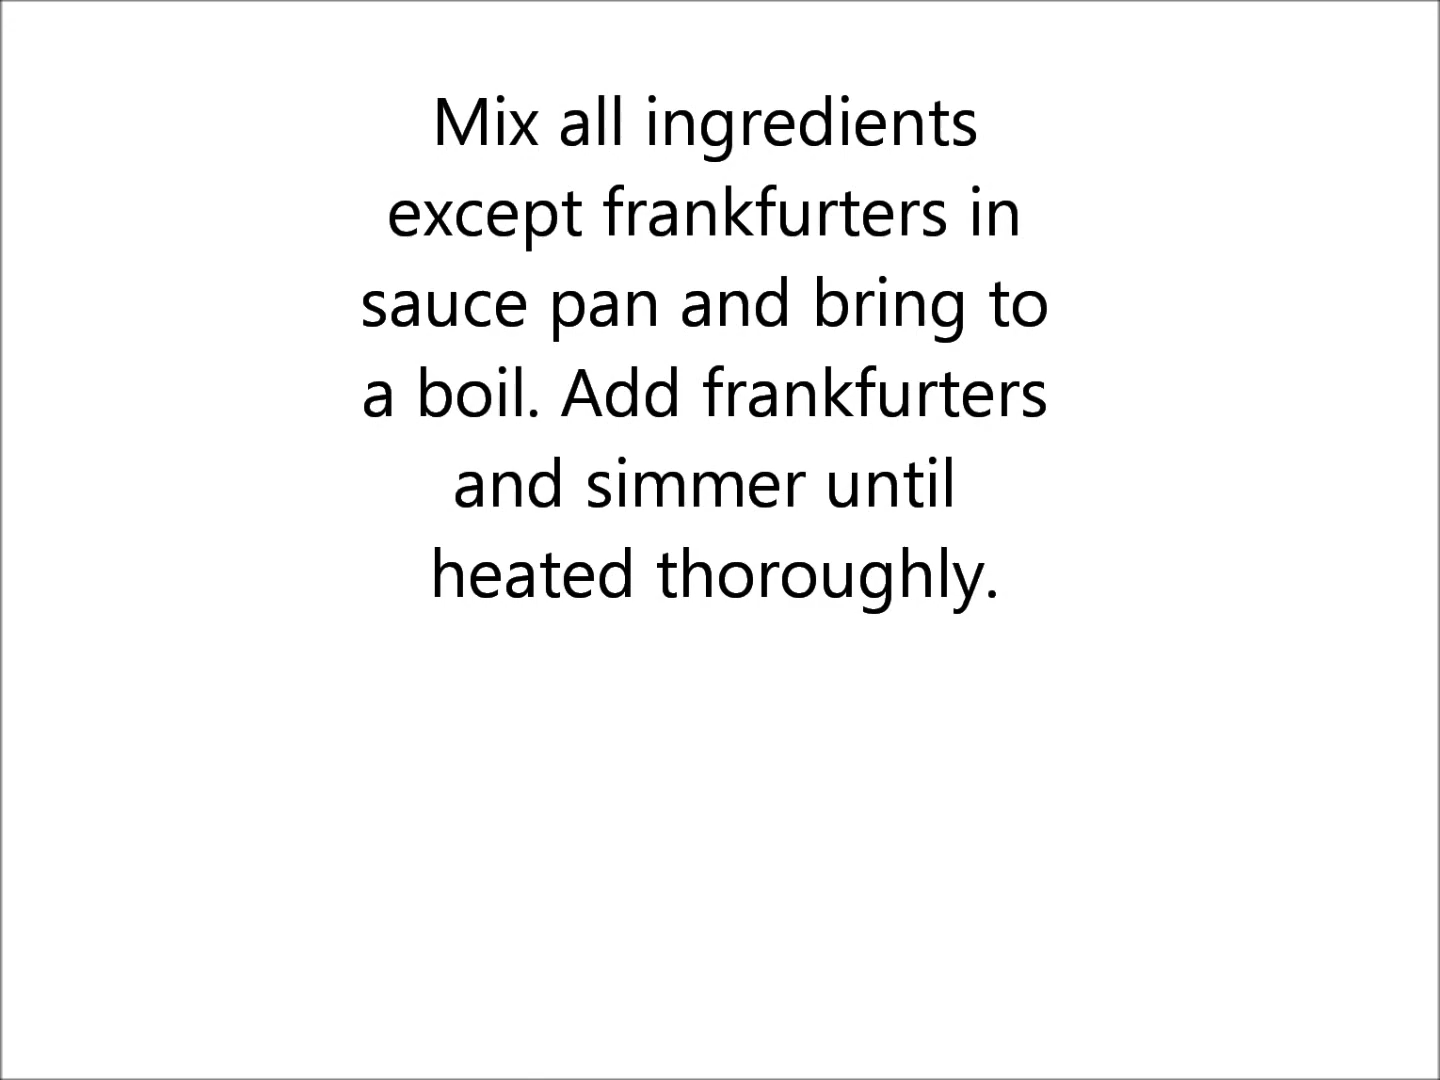 Mix all ingredients
except frankfurters in
sauce pan and bring to
a boil. Add frankfurters
and simmer until
heated thoroughly.